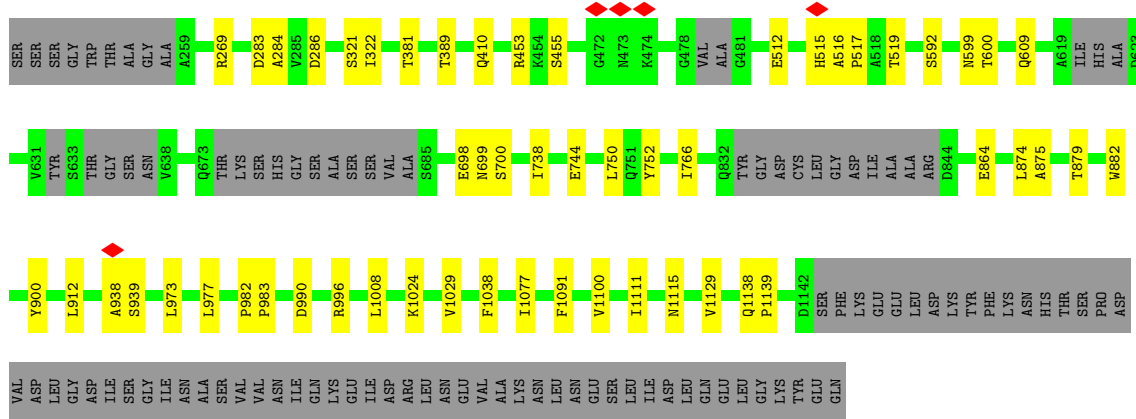 SER SER SER GLY TRP THR ALA GLY ALA A259 R269 D283 A284 V285 D286 S321 I322 T381 T389 Q410 R453 K454 S455 G472 N473 K474 G478 VAL ALA G481 E512 H515 A516 P517 A518 T519 S592 N599 T600 Q609 A619 ILE HIS ALA D623
V631 TYR S633 THR GLY SER ASN V638 Q673 THR LYS SER HIS GLY SER ALA SER SER VAL ALA S685 E698 N699 S700 I738 E744 L750 Q751 Y752 I766 Q832 TYR GLY ASP CYS LEU GLY ASP ILE ALA ALA ARG D844 E864 L874 A875 T879 W882
Y900 L912 A938 S939 L973 L977 P982 P983 D990 R996 L1008 K1024 V1029 F1038 I1077 F1091 V1100 I1111 N1115 V1129 Q1138 P1139 D1142 SER PHE LYS GLU GLU LEU ASP LYS TYR PHE LYS ASN HIS THR SER PRO ASP
VAL ASP LEU GLY ASP ILE SER GLY ILE ASN ALA SER VAL VAL ASN ILE GLN LYS GLU ILE ASP ARG LEU ASN GLU VAL ALA LYS ASN LEU ASN GLU SER LEU ILE ASP LEU GLN GLU LEU GLY LYS TYR GLU GLN